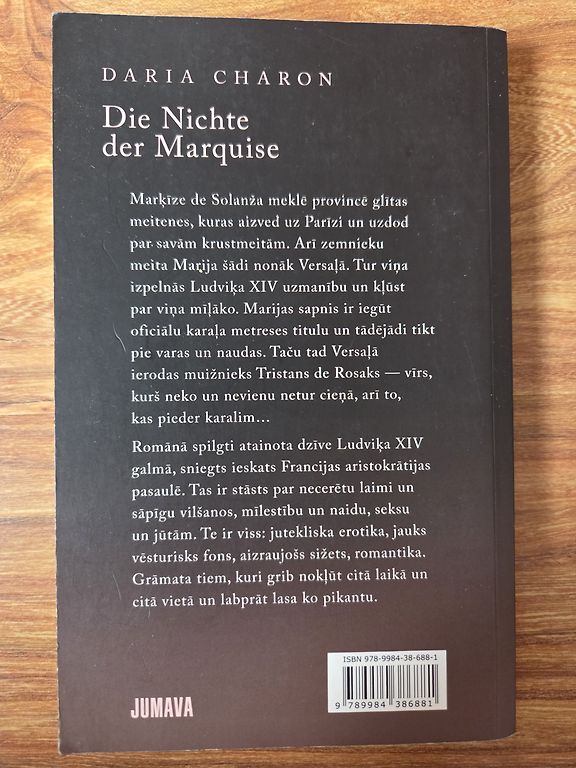 DARIA CHARON
Die Nichte
der Marquise
Marķīze de Solanža meklē provincē glītas
meitenes, kuras aizved uz Parīzi un uzdod
par savām krustmeitām. Arī zemnieku
meita Marija šādi nonāk Versaļā. Tur viņa
izpelnās Ludviķa XIV uzmanību un kļūst
par viņa mīļāko. Marijas sapnis ir iegūt
oficiālu karaļa metreses titulu un tādējādi tikt
pie varas un naudas. Taču tad Versaļā
ierodas muižnieks Tristans de Rosaks — vīrs,
kurš neko un nevienu netur cieņā, arī to,
kas pieder karalim...
Romānā spilgti atainota dzīve Ludviķa XIV
galmā, sniegts ieskats Francijas aristokrātijas
pasaulē. Tas ir stāsts par necerētu laimi un
sāpīgu vilšanos, mīlestību un naidu, seksu
un jūtām. Te ir viss: jutekliska erotika, jauks
vēsturisks fons, aizraujošs sižets, romantika.
Grāmata tiem, kuri grib nokļūt citā laikā un
citā vietā un labprāt lasa ko pikantu.
ISBN 978-9984-38-688-1
9 789984 386881
JUMAVA